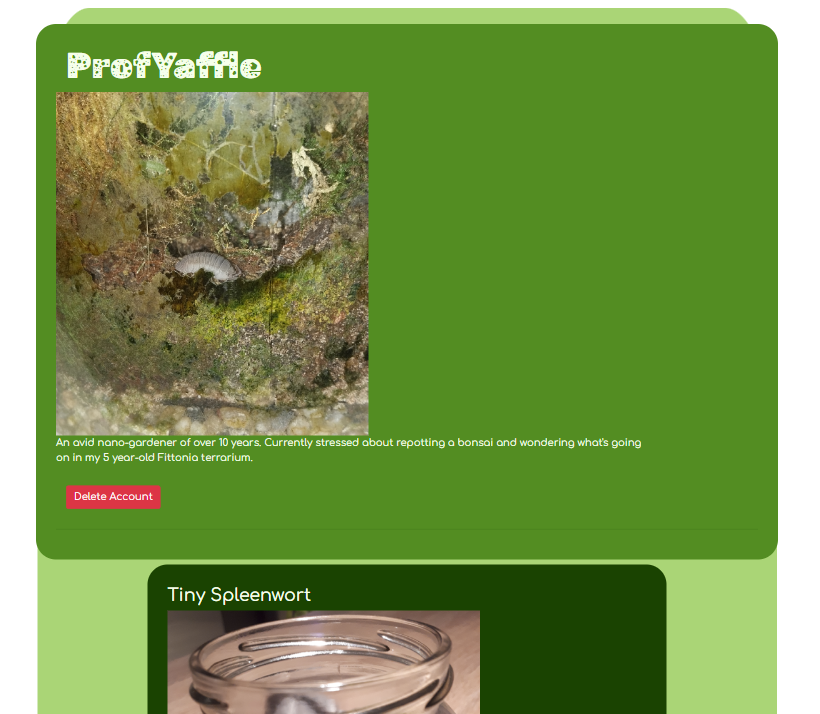 ProfYaffle
An avid nano-gardener of over 10 years. Currently stressed about repotting a bonsai and wondering what's going
on in my 5 year-old Fittonia terrarium.
Delete Account
Tiny Spleenwort